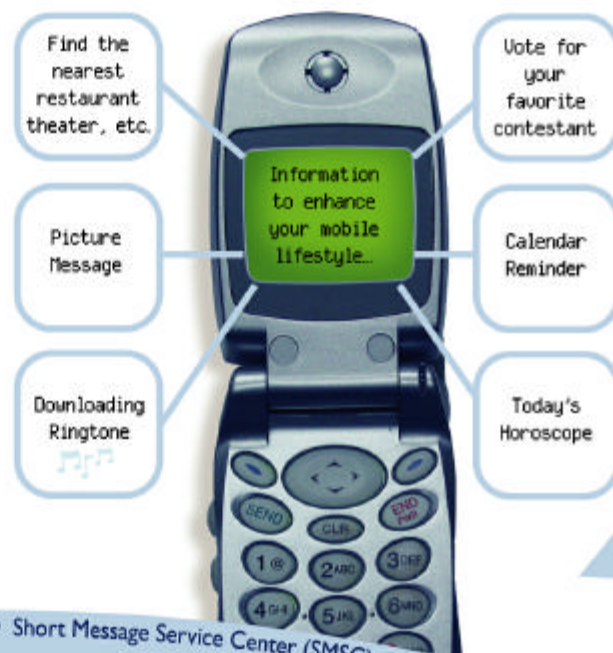 Find the
nearest
restaurant
theater, etc.
Vote for
your
favorite
contestant
Information
to enhance
your mobile
lifestyle...
Picture
Message
Calendar
Reminder
Downloading
Ringtone
Today's
Horoscope
SEND
CLR
END
PWR
1@
2ABC
3DEF
4GHI
5JKL
6MNO
Short Message Service Center (SMSC)